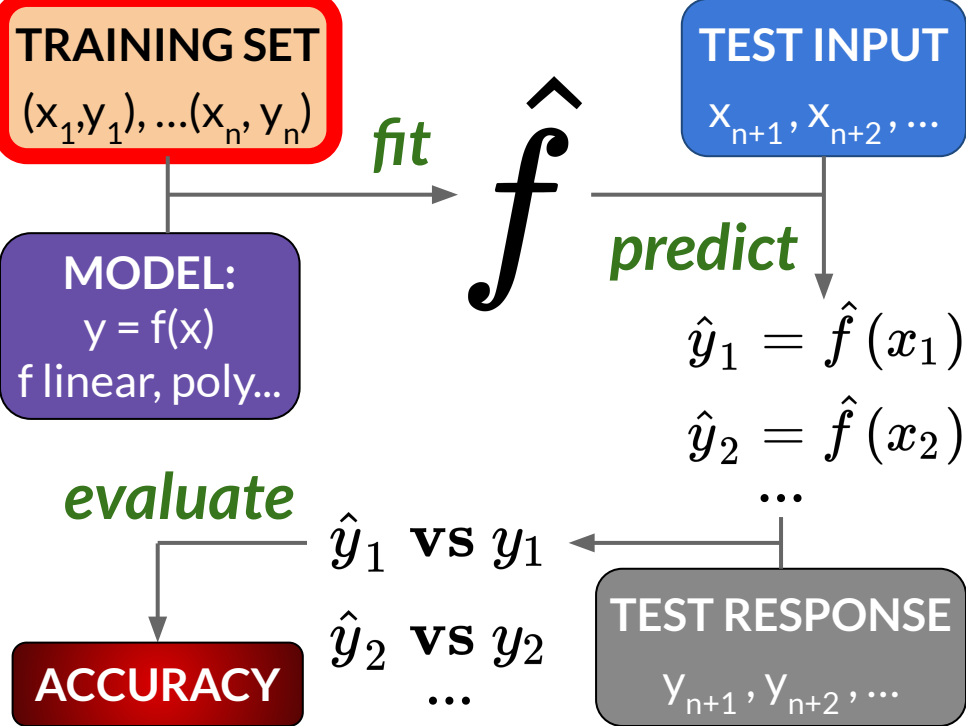 TRAINING SET
(x₁,y₁), ...(xₙ, yₙ)
fit
f̂
TEST INPUT
xₙ₊₁ , xₙ₊₂ , ...
MODEL:
y = f(x)
f linear, poly...
predict
ŷ₁ = f̂ (x₁)
ŷ₂ = f̂ (x₂)
...
evaluate
ŷ₁ vs y₁
ŷ₂ vs y₂
...
TEST RESPONSE
yₙ₊₁ , yₙ₊₂ , ...
ACCURACY